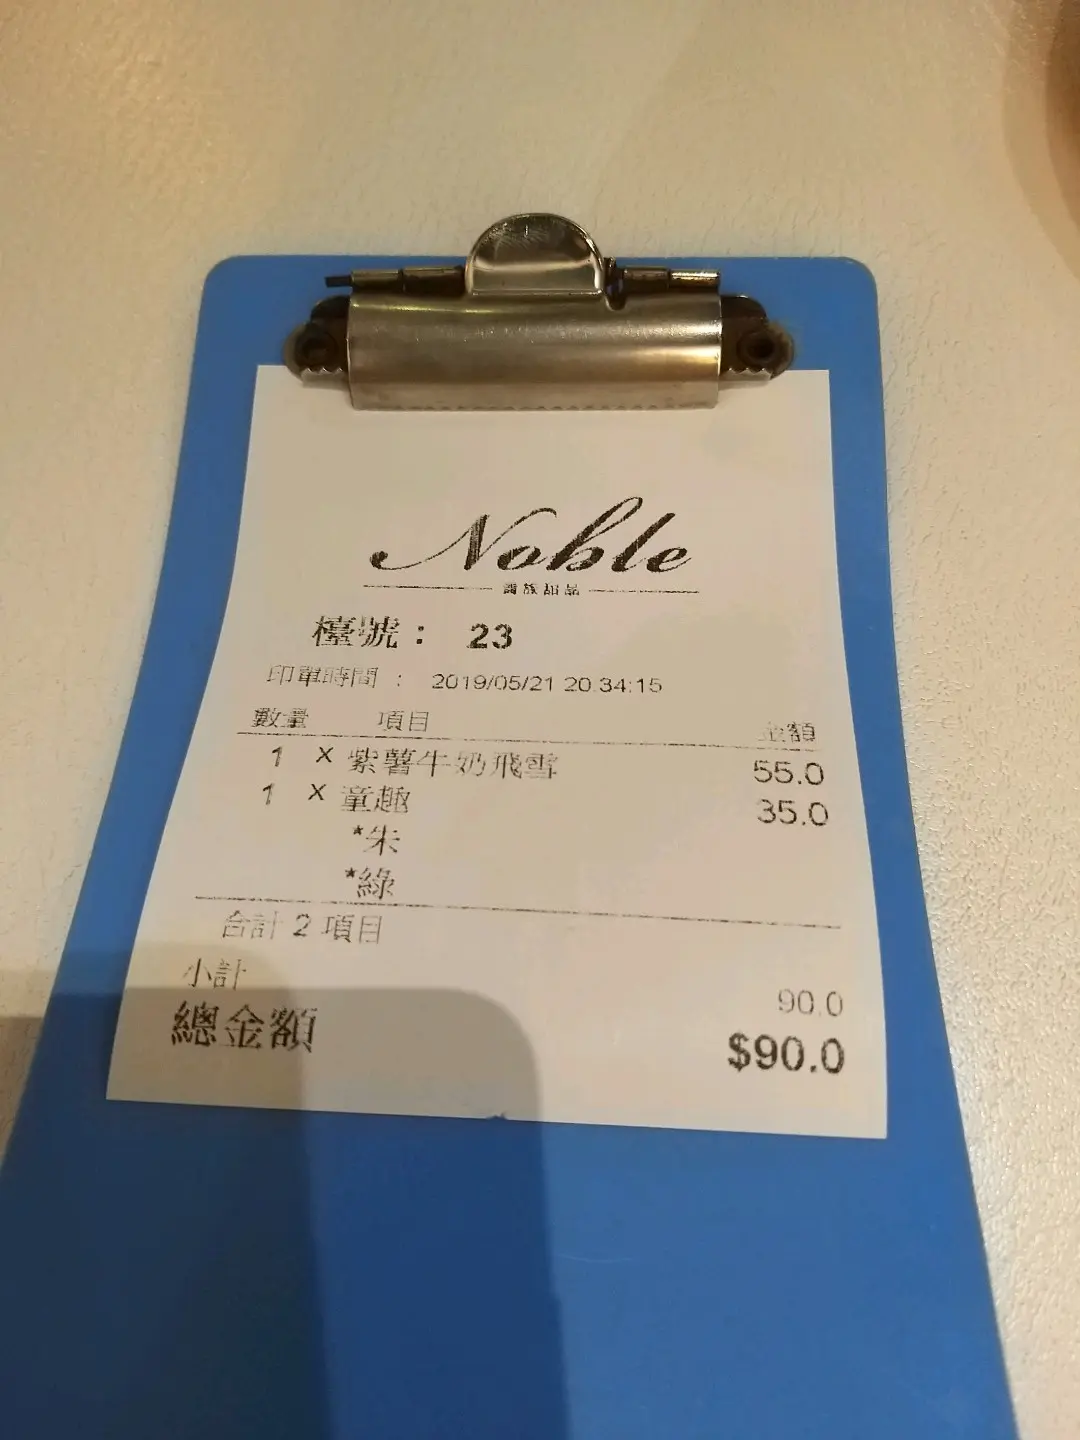 Noble
貴族甜品
檯號： 23
印單時間 ： 2019/05/21 20:34:15
數量 項目 金額
1 X 紫薯牛奶飛雪 55.0
1 X 童趣 35.0
*朱
*綠
合計 2 項目
小計 90.0
總金額 $90.0